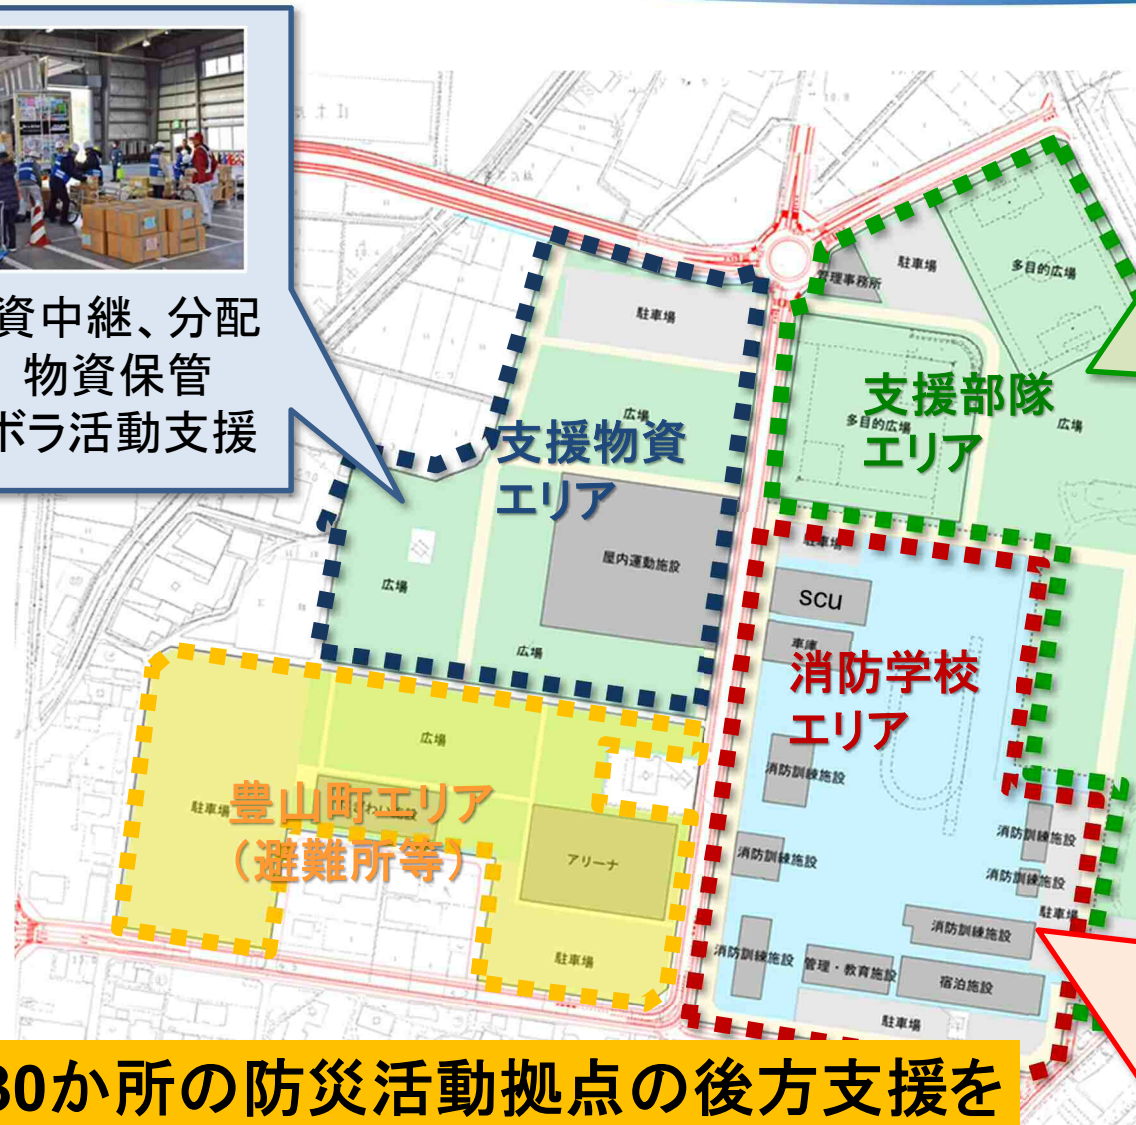 資中継、分配
物資保管
ボラ活動支援
駐車場
広場
支援物資
エリア
屋内運動施設
広場
広場
管理事務所
駐車場
多目的広場
支援部隊
エリア
多目的広場
広場
駐車場
scu
車庫
消防学校
エリア
消防訓練施設
消防訓練施設
消防訓練施設
消防訓練施設
駐車場
消防訓練施設
消防訓練施設
管理・教育施設
宿泊施設
駐車場
広場
豊山町エリア
（避難所等）
駐車場
アリーナ
駐車場
30か所の防災活動拠点の後方支援を